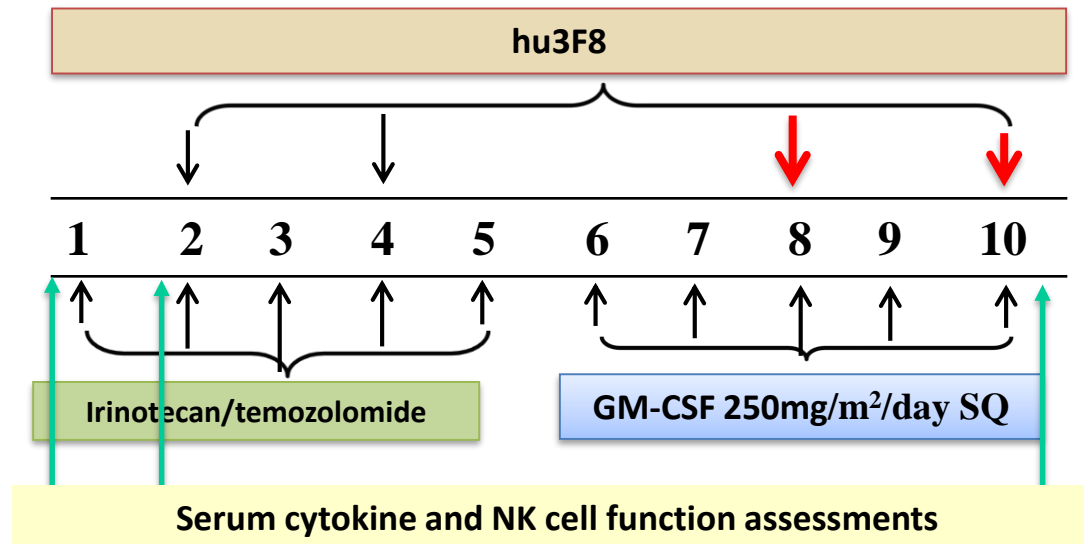 hu3F8
1 2 3 4 5 6 7 8 9 10
Irinotecan/temozolomide
GM-CSF 250mg/m²/day SQ
Serum cytokine and NK cell function assessments